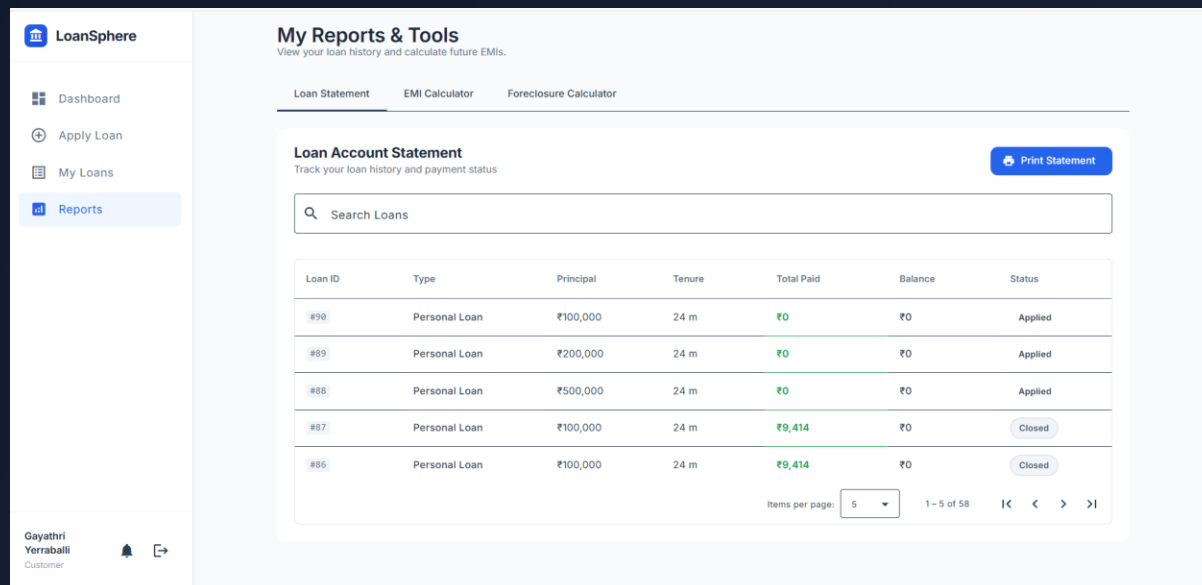 LoanSphere
Dashboard
Apply Loan
My Loans
Reports
Gayathri
Yerraballi
Customer
My Reports & Tools
View your loan history and calculate future EMIs.
Loan Statement EMI Calculator Foreclosure Calculator
Loan Account Statement
Track your loan history and payment status
Print Statement
Search Loans
Loan ID Type Principal Tenure Total Paid Balance Status
#90 Personal Loan ₹100,000 24 m ₹0 ₹0 Applied
#89 Personal Loan ₹200,000 24 m ₹0 ₹0 Applied
#88 Personal Loan ₹500,000 24 m ₹0 ₹0 Applied
#87 Personal Loan ₹100,000 24 m ₹9,414 ₹0 Closed
#86 Personal Loan ₹100,000 24 m ₹9,414 ₹0 Closed
Items per page: 5 1 – 5 of 58